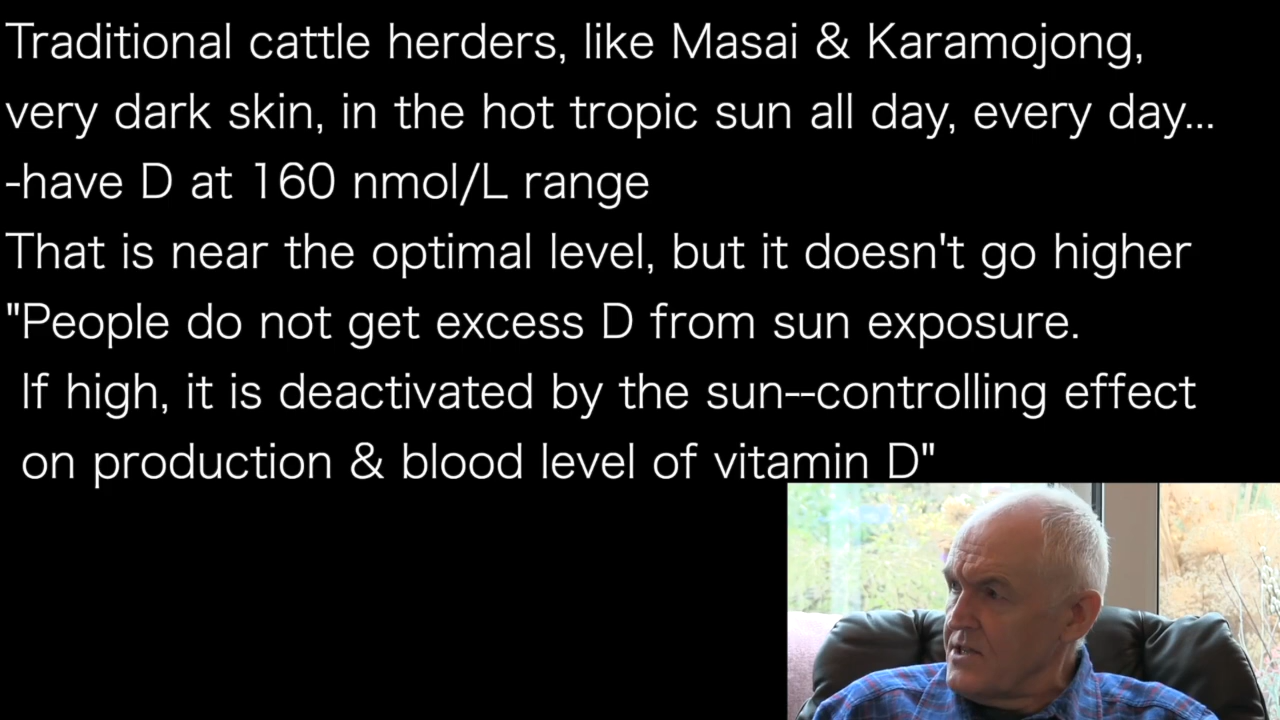 Traditional cattle herders, like Masai & Karamojong,
very dark skin, in the hot tropic sun all day, every day...
-have D at 160 nmol/L range
That is near the optimal level, but it doesn't go higher
"People do not get excess D from sun exposure.
If high, it is deactivated by the sun--controlling effect
on production & blood level of vitamin D"